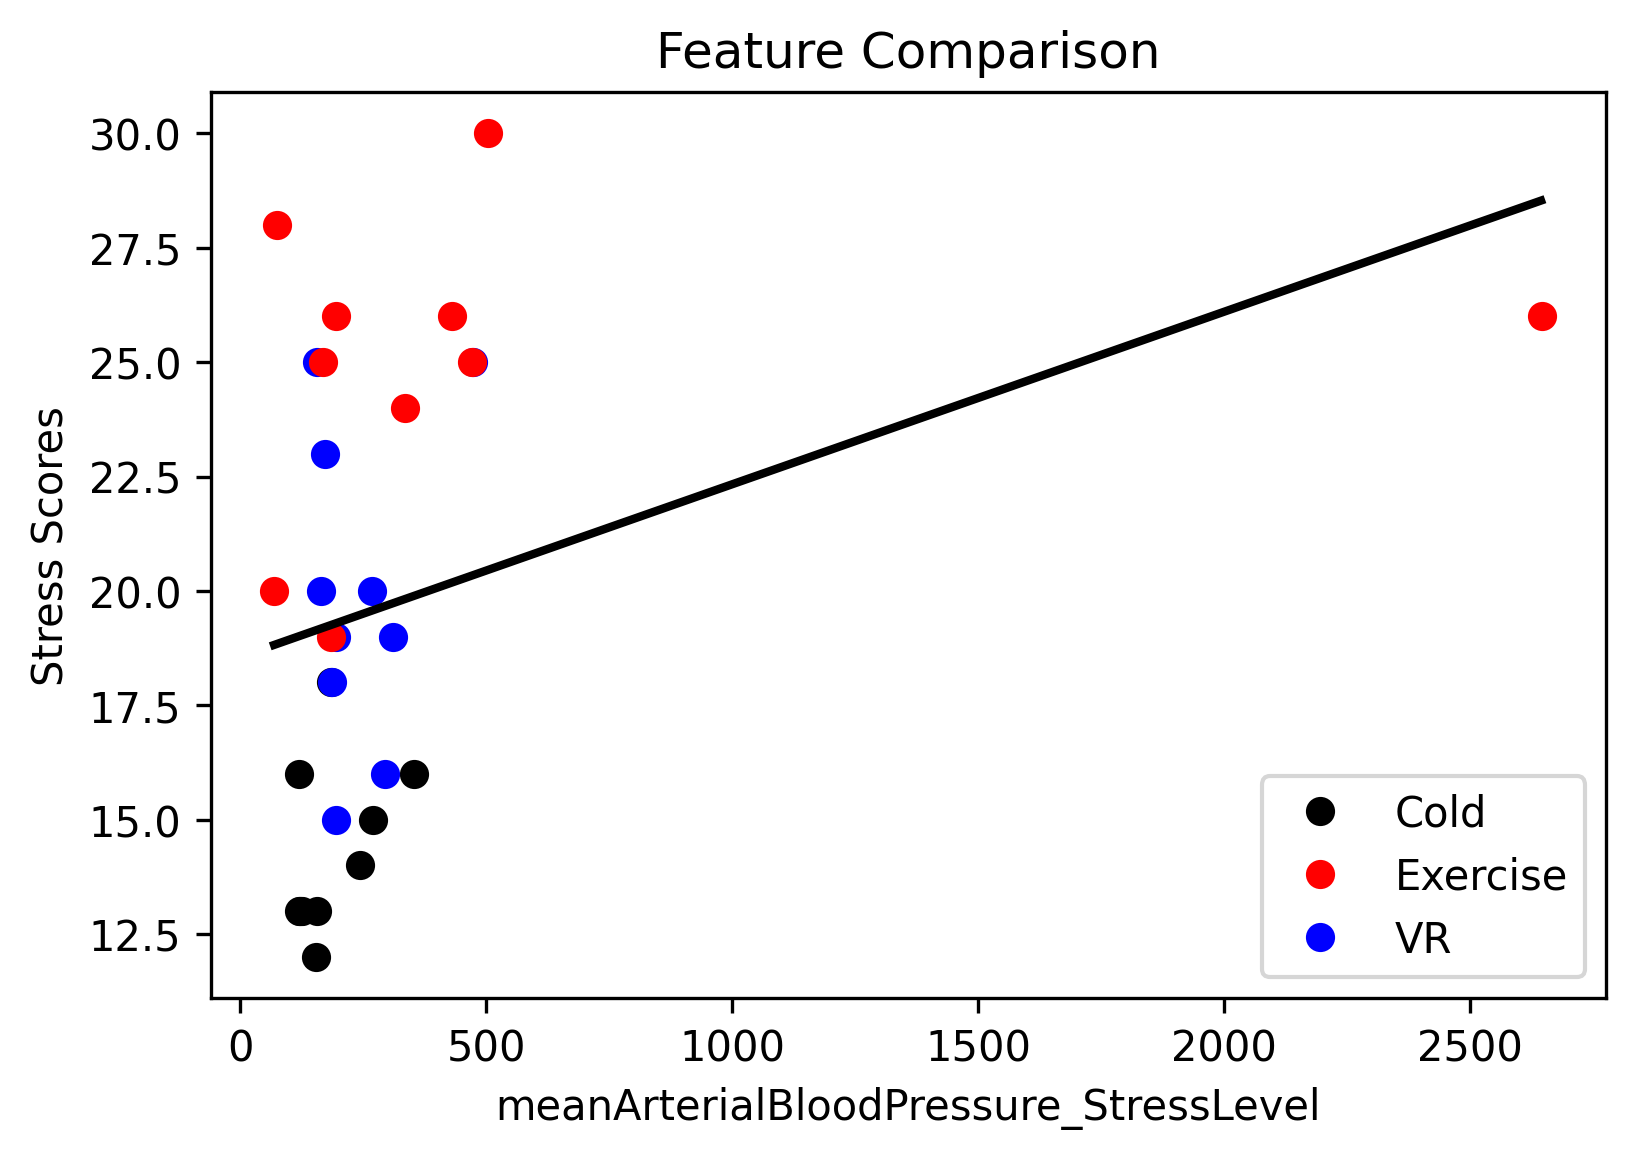 Feature Comparison
30.0
27.5
25.0
22.5
20.0
17.5
15.0
12.5
Stress Scores
Cold
Exercise
VR
0 500 1000 1500 2000 2500
meanArterialBloodPressure_StressLevel